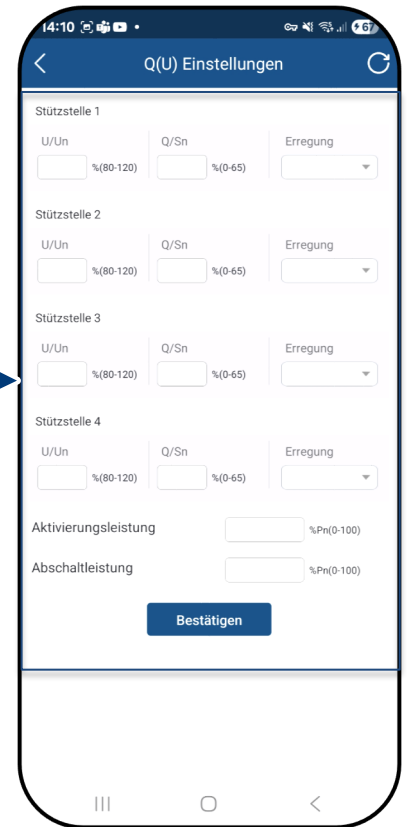 14:10
67
Q(U) Einstellungen
Stützstelle 1
U/Un Q/Sn Erregung
%(80-120) %(0-65)
Stützstelle 2
U/Un Q/Sn Erregung
%(80-120) %(0-65)
Stützstelle 3
U/Un Q/Sn Erregung
%(80-120) %(0-65)
Stützstelle 4
U/Un Q/Sn Erregung
%(80-120) %(0-65)
Aktivierungsleistung %Pn(0-100)
Abschaltleistung %Pn(0-100)
Bestätigen